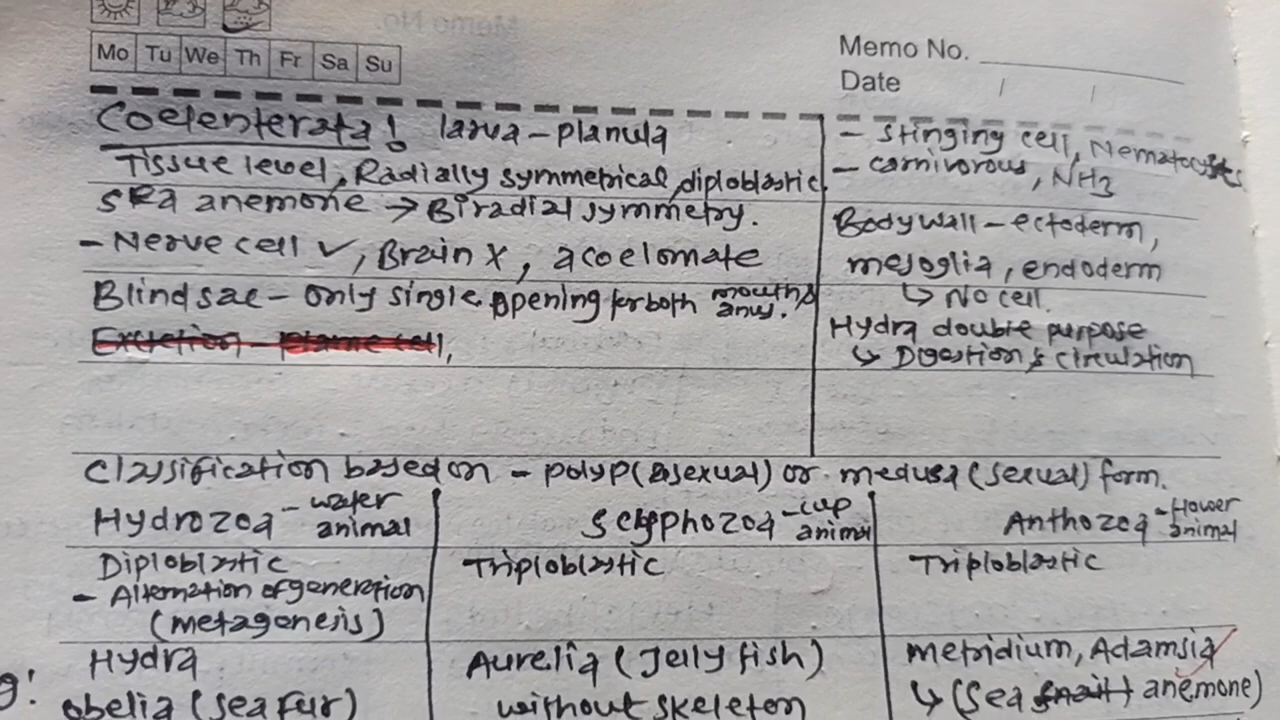 Mo Tu We Th Fr Sa Su
Memo No.
Date / /
Coelenterata! larva - planula
Tissue level, Radially symmetrical, diploblastic
Sea anemone → Biradial symmetry.
- Nerve cell ✓, Brain X, acoelomate
Blind sac - only single opening for both mouth &
anus.
Excretion - flame cell,
- Stinging cell, Nematocysts
- carnivorous, NH3
Body wall - ectoderm,
mesoglia, endoderm
↳ No cell.
Hydra double purpose
↳ Digestion & circulation
Classification based on - polyp (asexual) or medusa (sexual) form.
Hydrozoa - water
animal
Diploblastic
- Alternation of generation
(metagenesis)
Hydra
obelia (sea fur)
Scyphozoa - cup
animal
Triploblastic
Aurelia (Jelly fish)
without skeleton
Anthozoa - flower
animal
Triploblastic
metridium, Adamsia
↳ (sea anemone)
g!